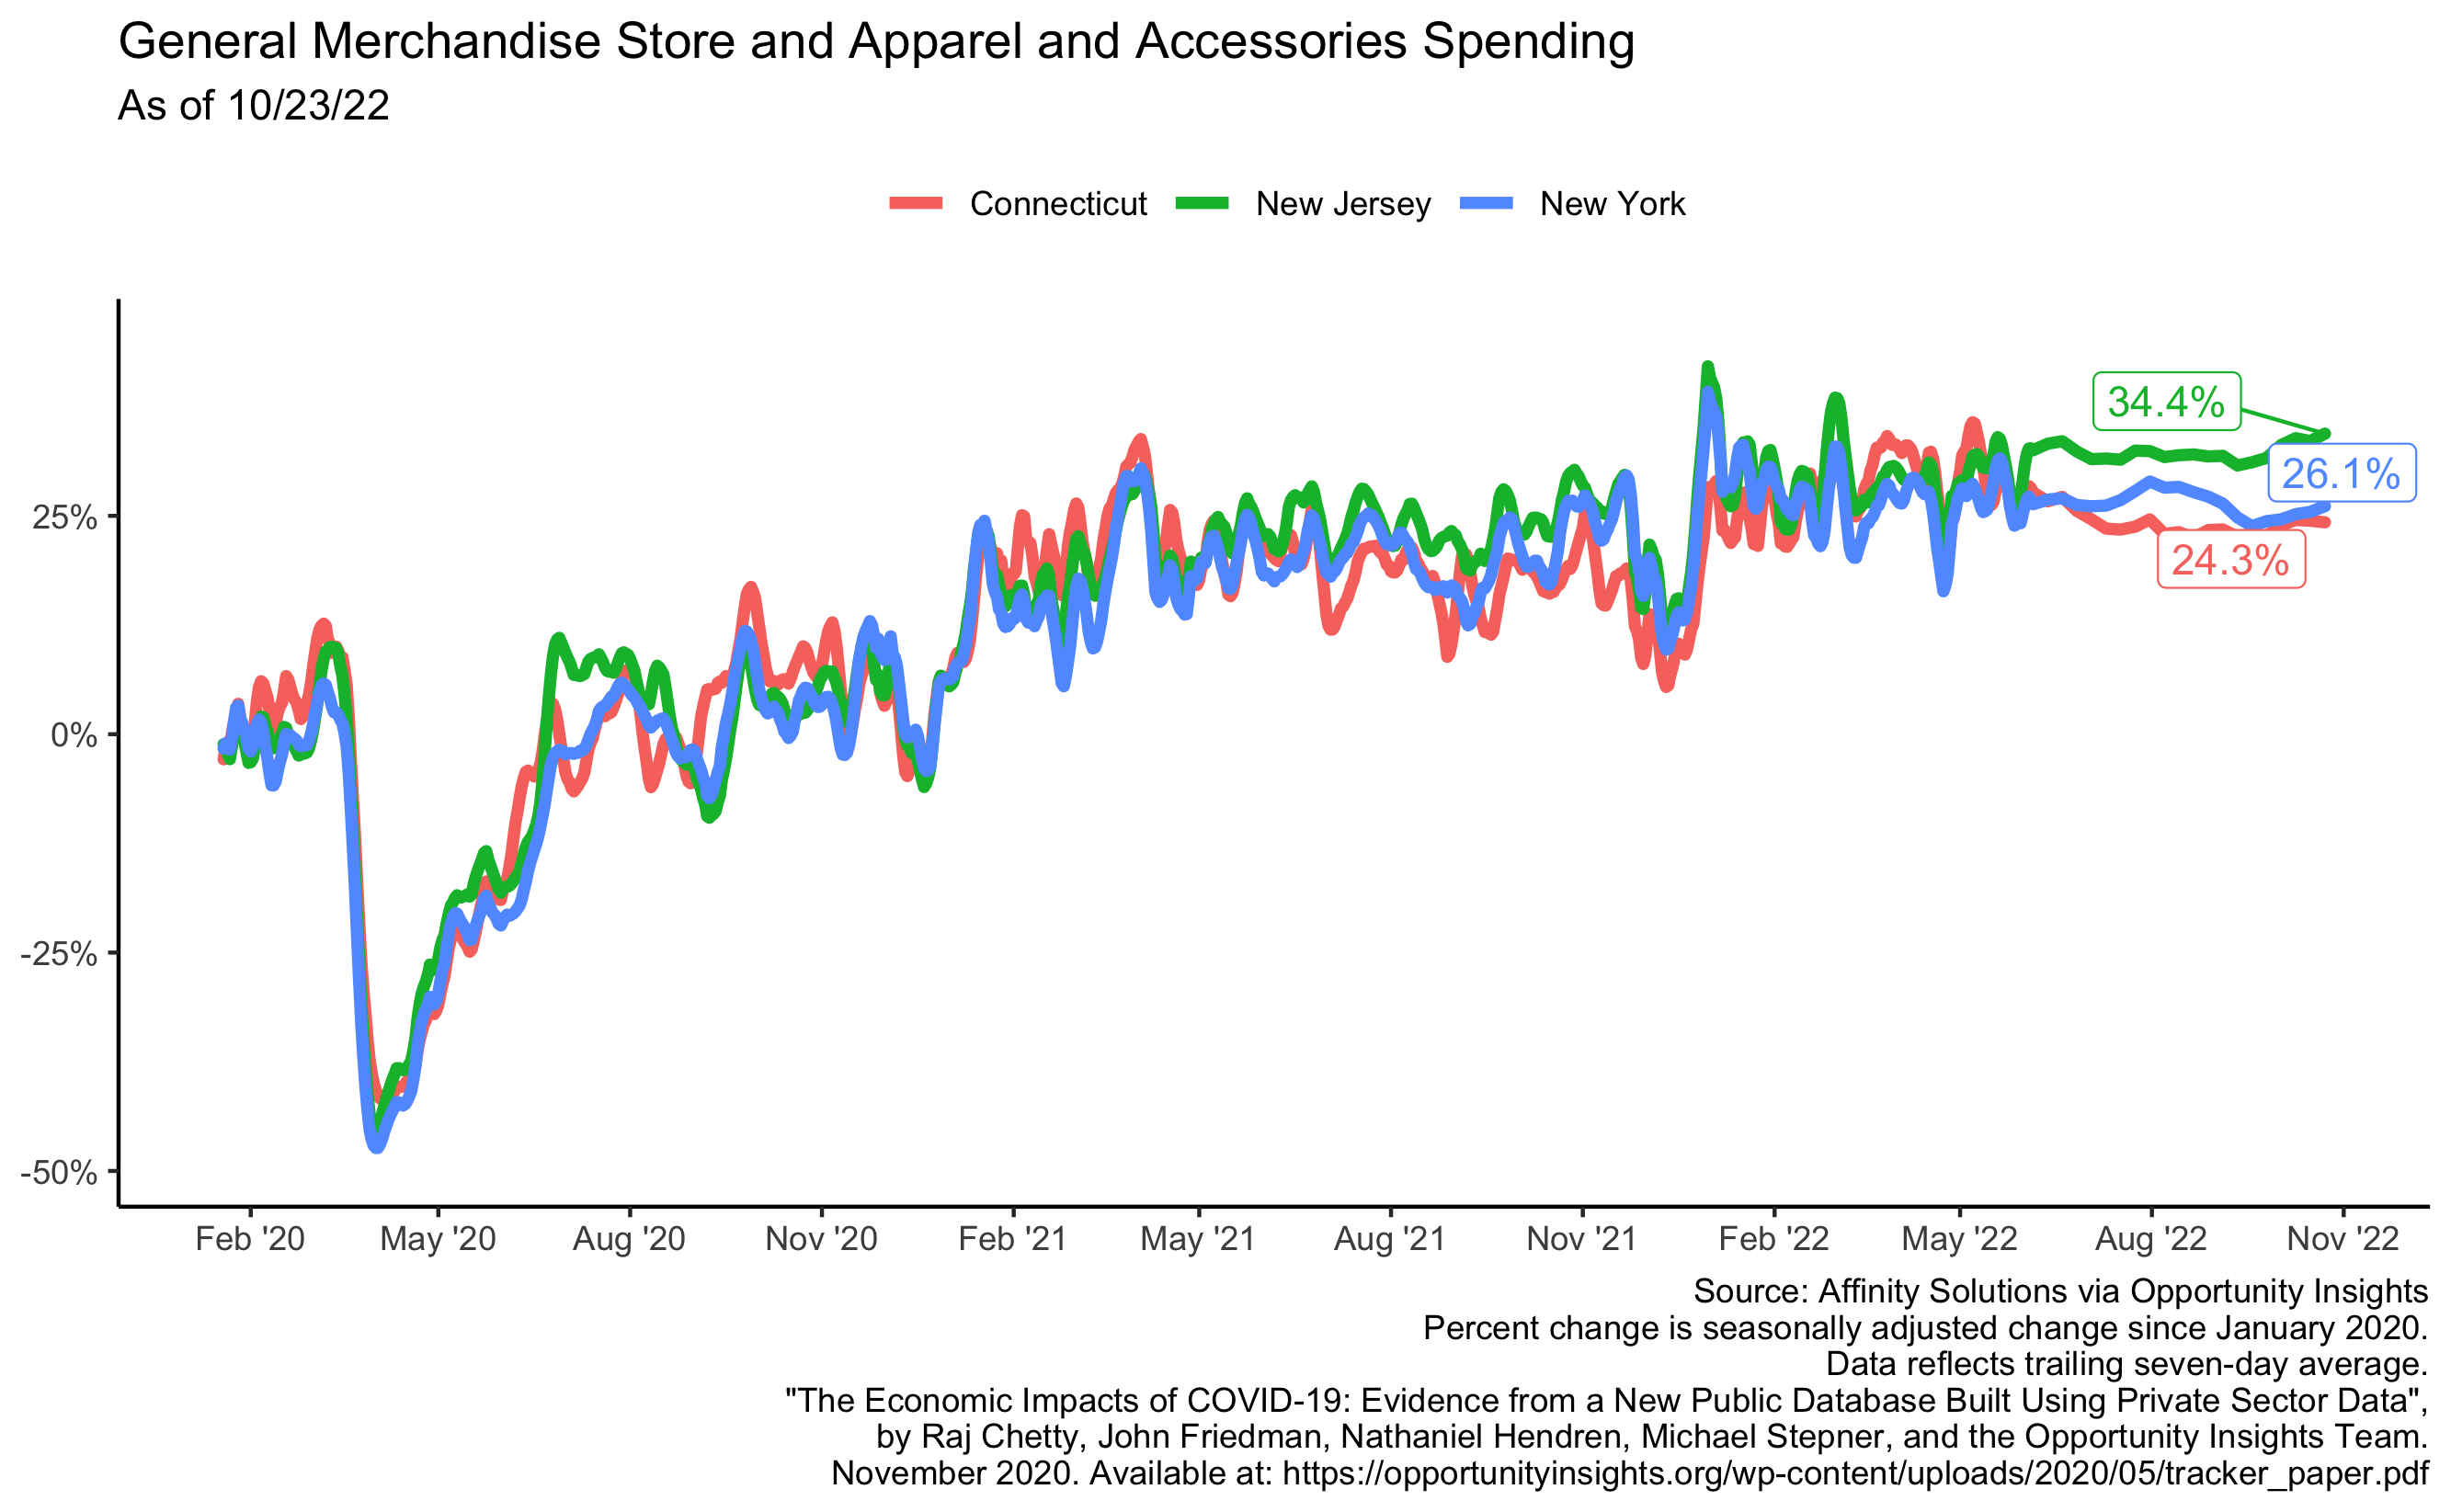 General Merchandise Store and Apparel and Accessories Spending
As of 10/23/22
Connecticut New Jersey New York
34.4%
26.1%
24.3%
25%
0%
-25%
-50%
Feb '20 May '20 Aug '20 Nov '20 Feb '21 May '21 Aug '21 Nov '21 Feb '22 May '22 Aug '22 Nov '22
Source: Affinity Solutions via Opportunity Insights
Percent change is seasonally adjusted change since January 2020.
Data reflects trailing seven-day average.
"The Economic Impacts of COVID-19: Evidence from a New Public Database Built Using Private Sector Data",
by Raj Chetty, John Friedman, Nathaniel Hendren, Michael Stepner, and the Opportunity Insights Team.
November 2020. Available at: https://opportunityinsights.org/wp-content/uploads/2020/05/tracker_paper.pdf